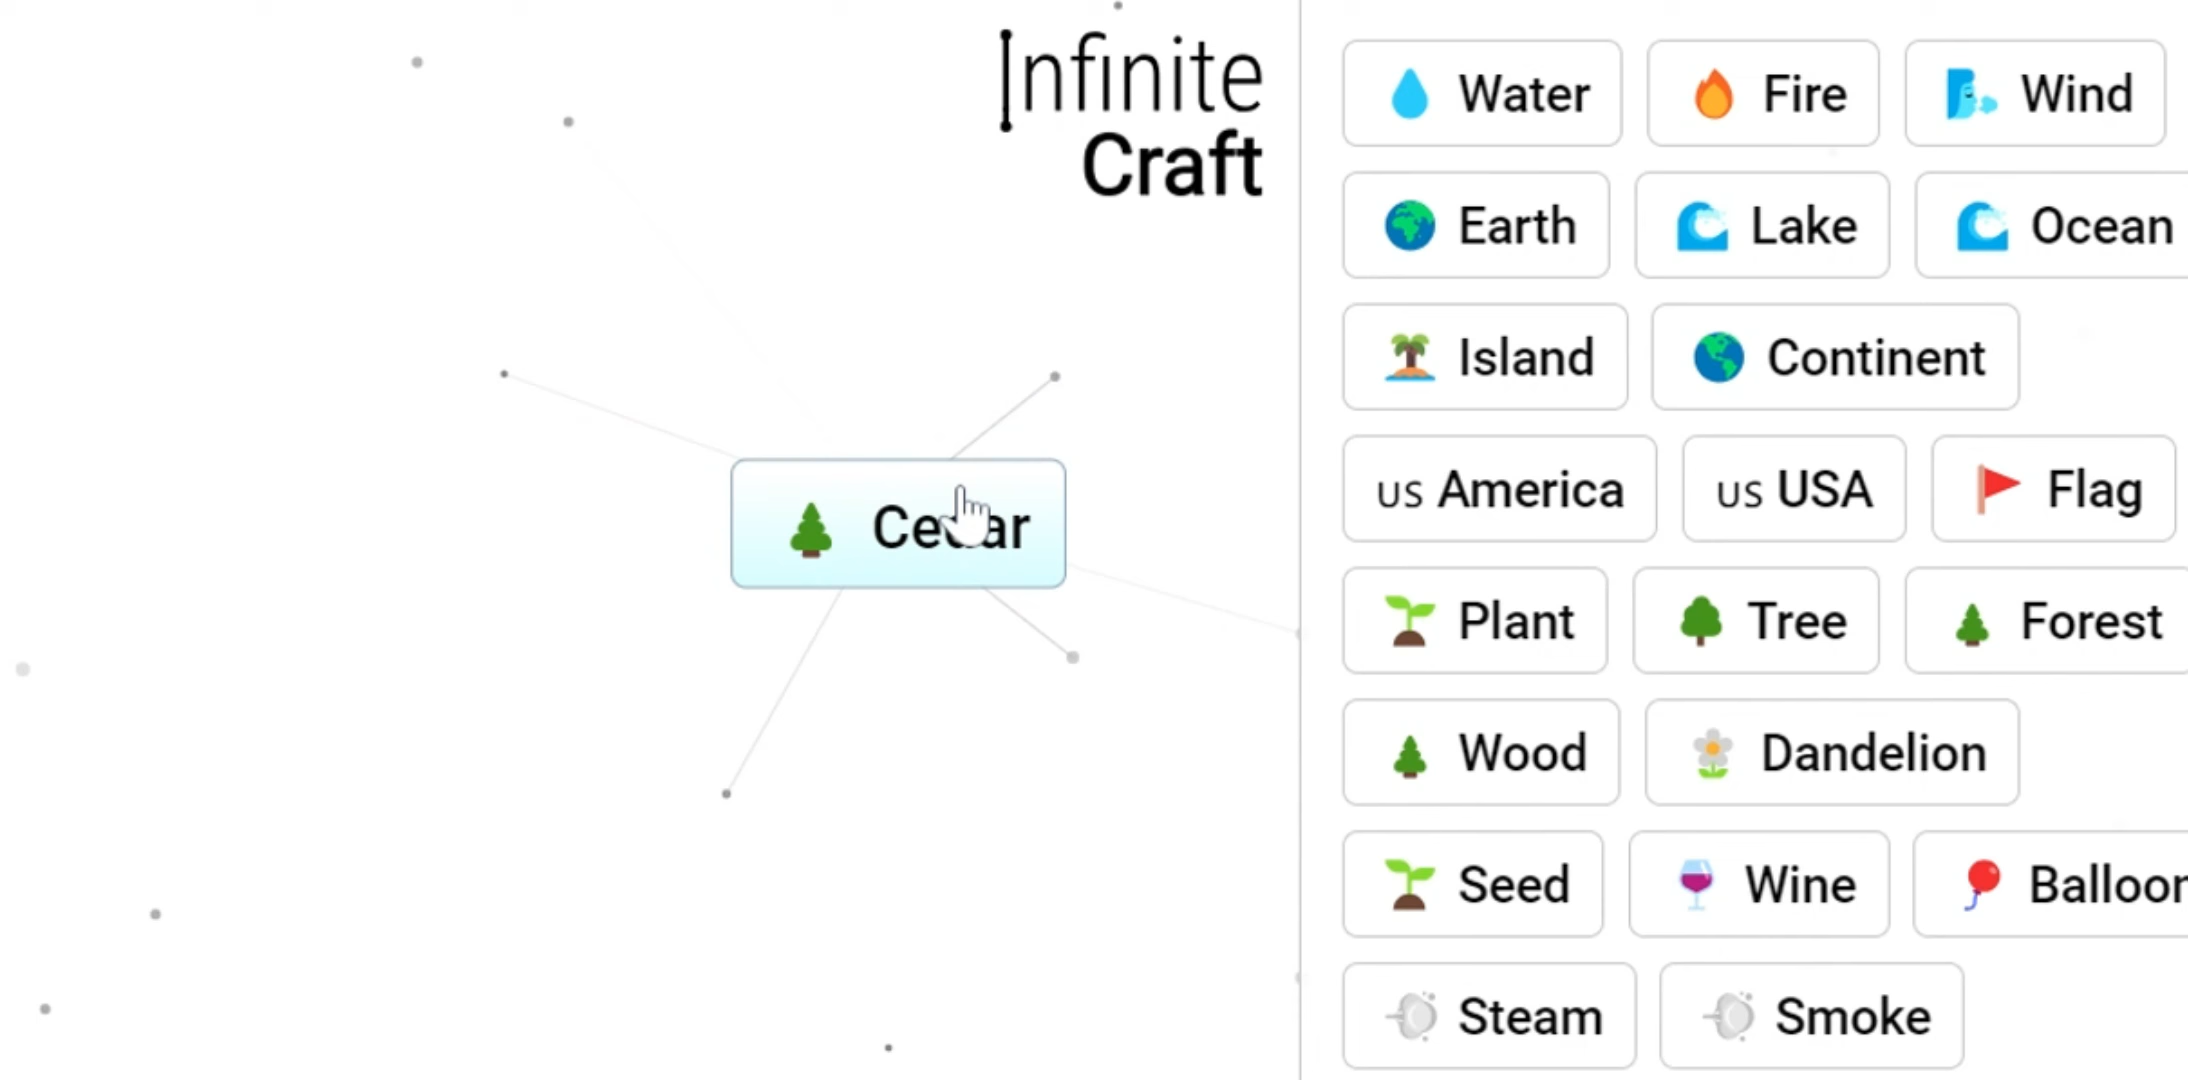 Infinite
Craft
Water Fire Wind
Earth Lake Ocean
Island Continent
US America US USA Flag
Cedar
Plant Tree Forest
Wood Dandelion
Seed Wine Balloon
Steam Smoke